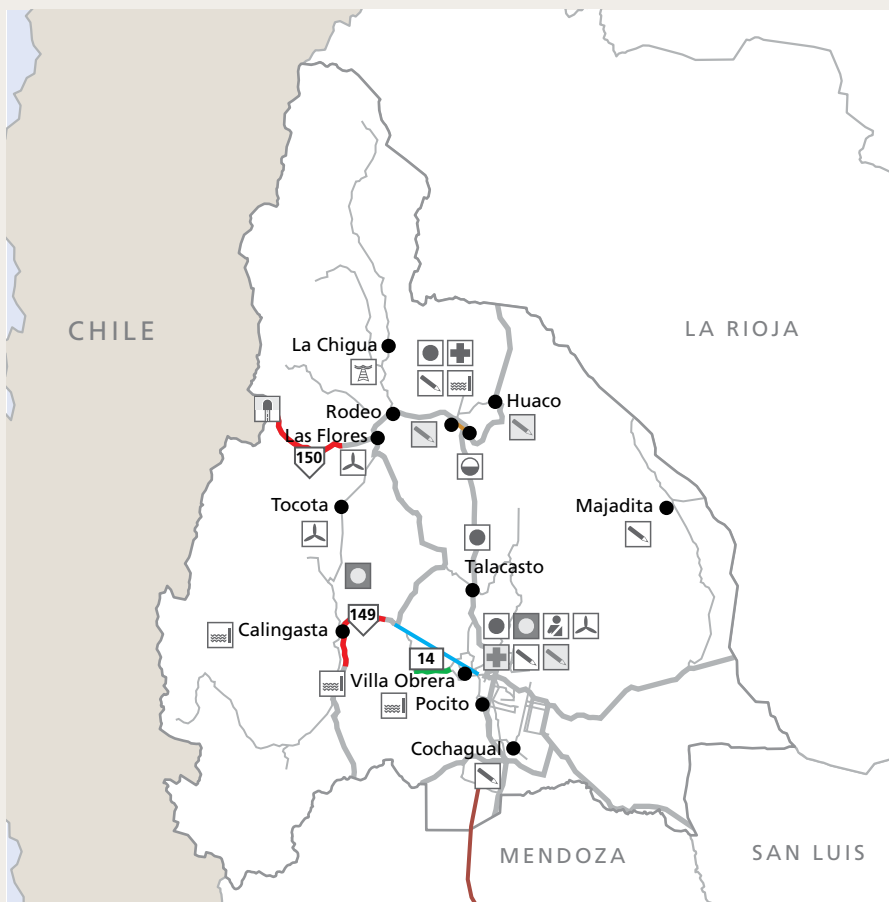 CHILE
LA RIOJA
La Chigua
Rodeo
Huaco
Las Flores
150
Tocota
Majadita
Talacasto
149
Calingasta
14
Villa Obrera
Pocito
Cochagual
MENDOZA
SAN LUIS